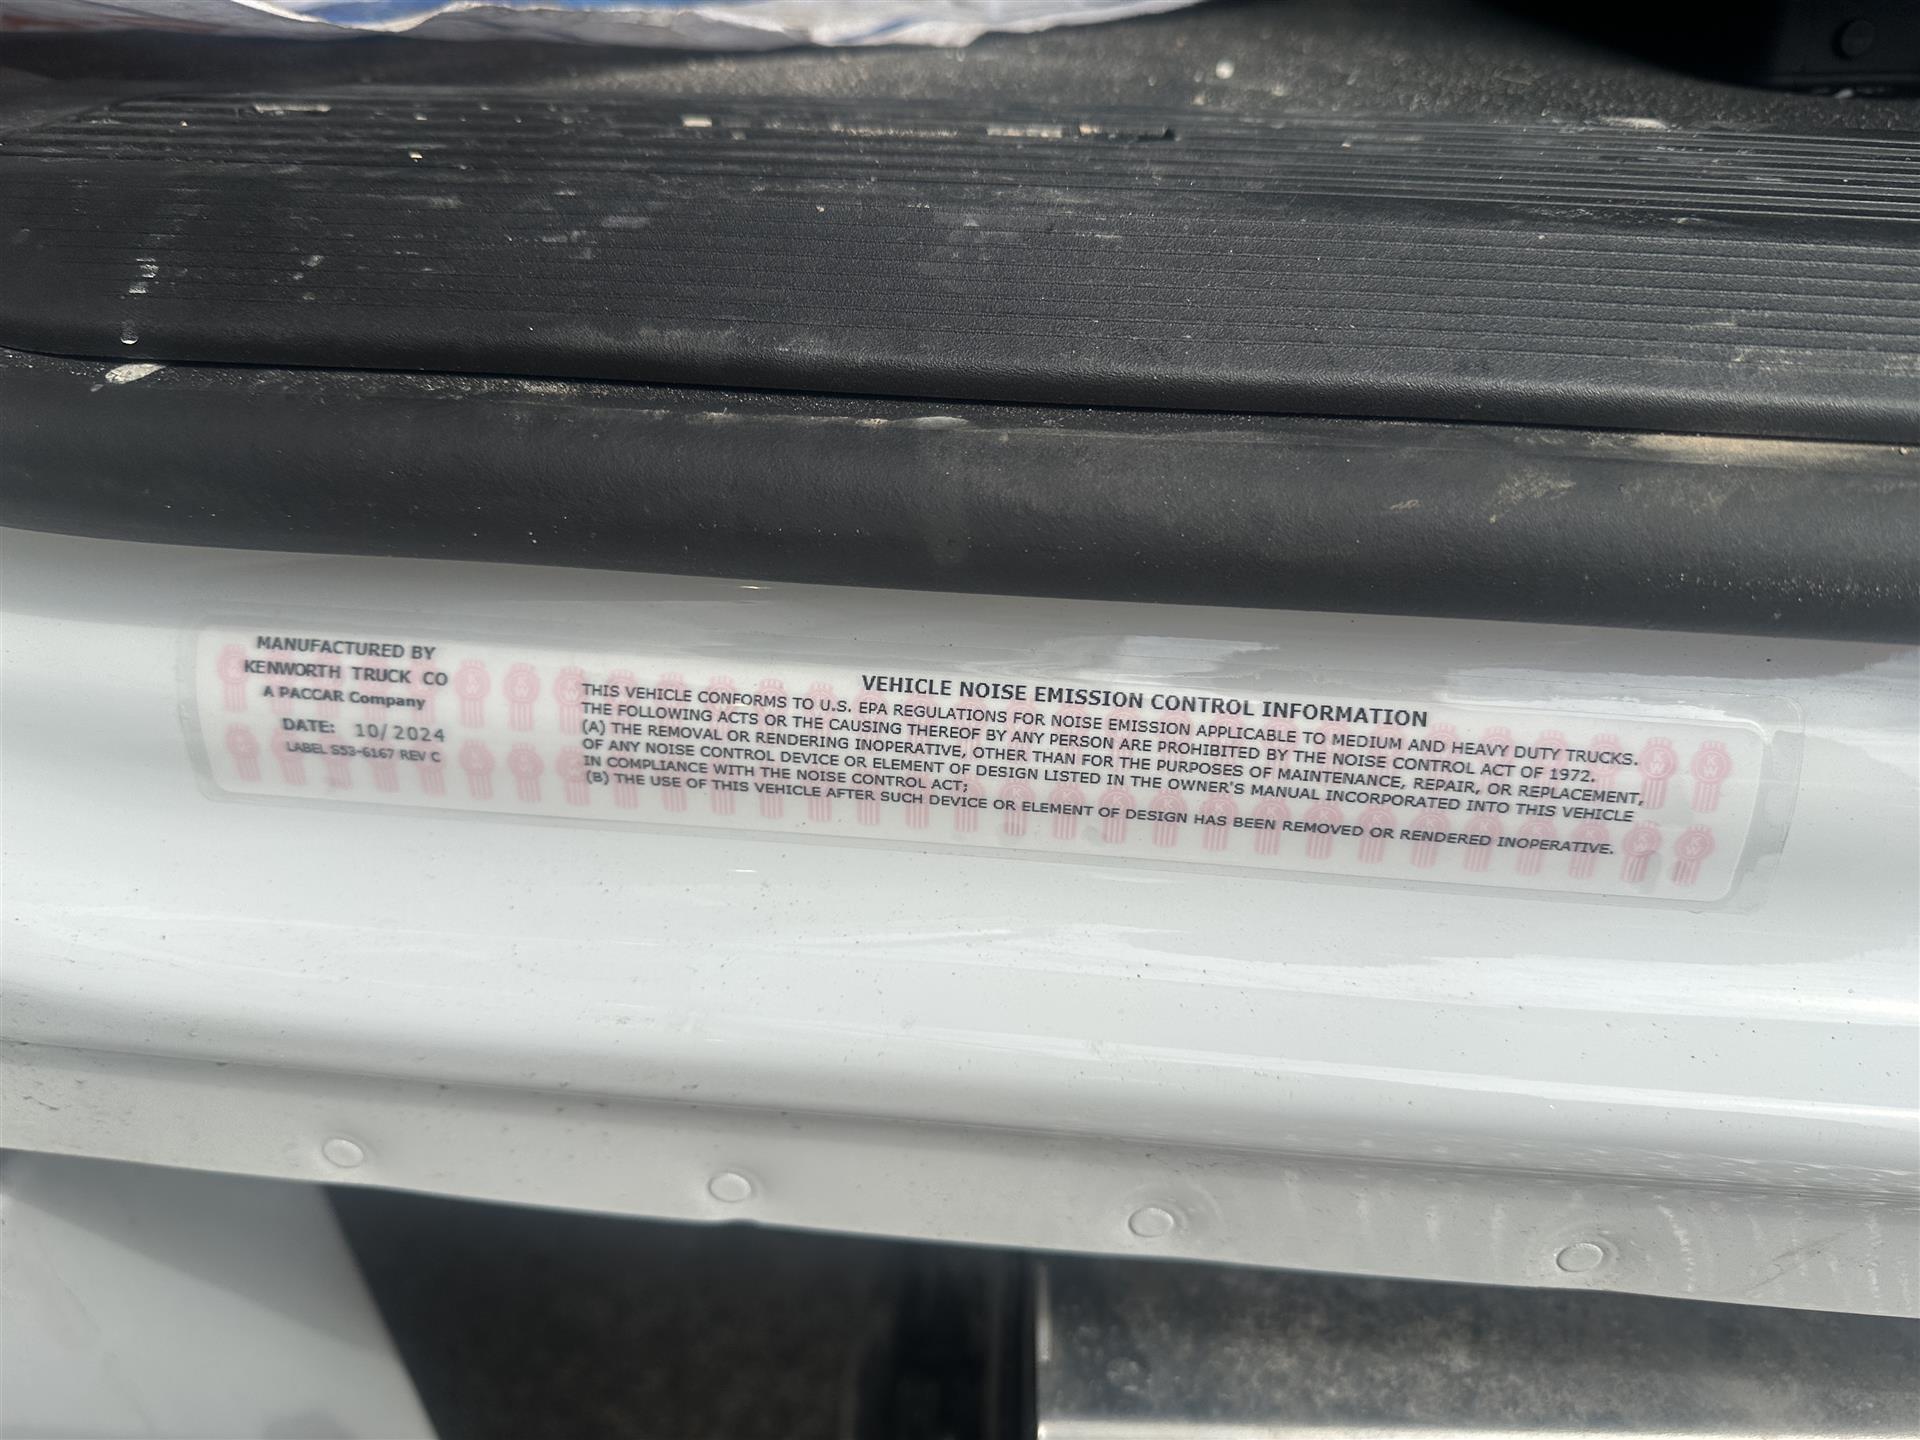 MANUFACTURED BY
KENWORTH TRUCK CO
A PACCAR Company
DATE: 10/2024
LABEL S53-6167 REV C
VEHICLE NOISE EMISSION CONTROL INFORMATION
THIS VEHICLE CONFORMS TO U.S. EPA REGULATIONS FOR NOISE EMISSION APPLICABLE TO MEDIUM AND HEAVY DUTY TRUCKS.
THE FOLLOWING ACTS OR THE CAUSING THEREOF BY ANY PERSON ARE PROHIBITED BY THE NOISE CONTROL ACT OF 1972.
(A) THE REMOVAL OR RENDERING INOPERATIVE, OTHER THAN FOR THE PURPOSES OF MAINTENANCE, REPAIR, OR REPLACEMENT,
OF ANY NOISE CONTROL DEVICE OR ELEMENT OF DESIGN LISTED IN THE OWNER'S MANUAL INCORPORATED INTO THIS VEHICLE
IN COMPLIANCE WITH THE NOISE CONTROL ACT;
(B) THE USE OF THIS VEHICLE AFTER SUCH DEVICE OR ELEMENT OF DESIGN HAS BEEN REMOVED OR RENDERED INOPERATIVE.